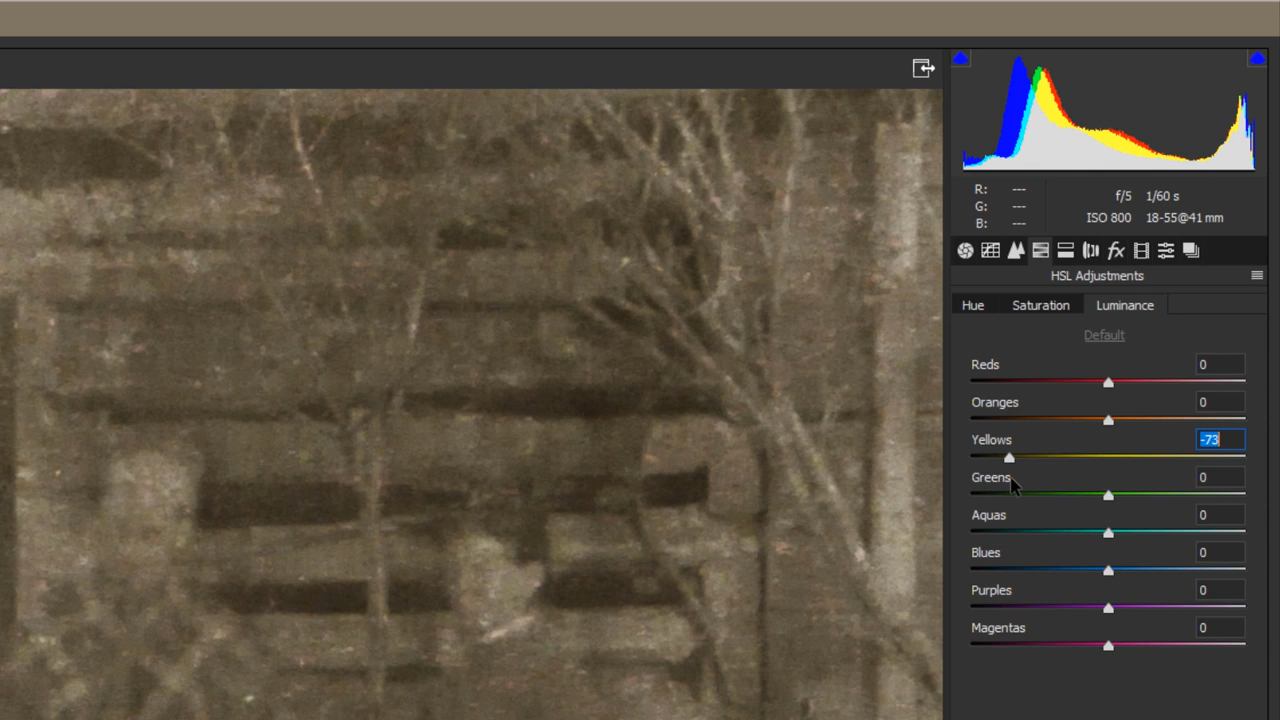 R: ---
G: ---
B: ---
f/5 1/60 s
ISO 800 18-55@41 mm
fx
HSL Adjustments
Hue Saturation Luminance
Default
Reds 0
Oranges 0
Yellows -73
Greens 0
Aquas 0
Blues 0
Purples 0
Magentas 0